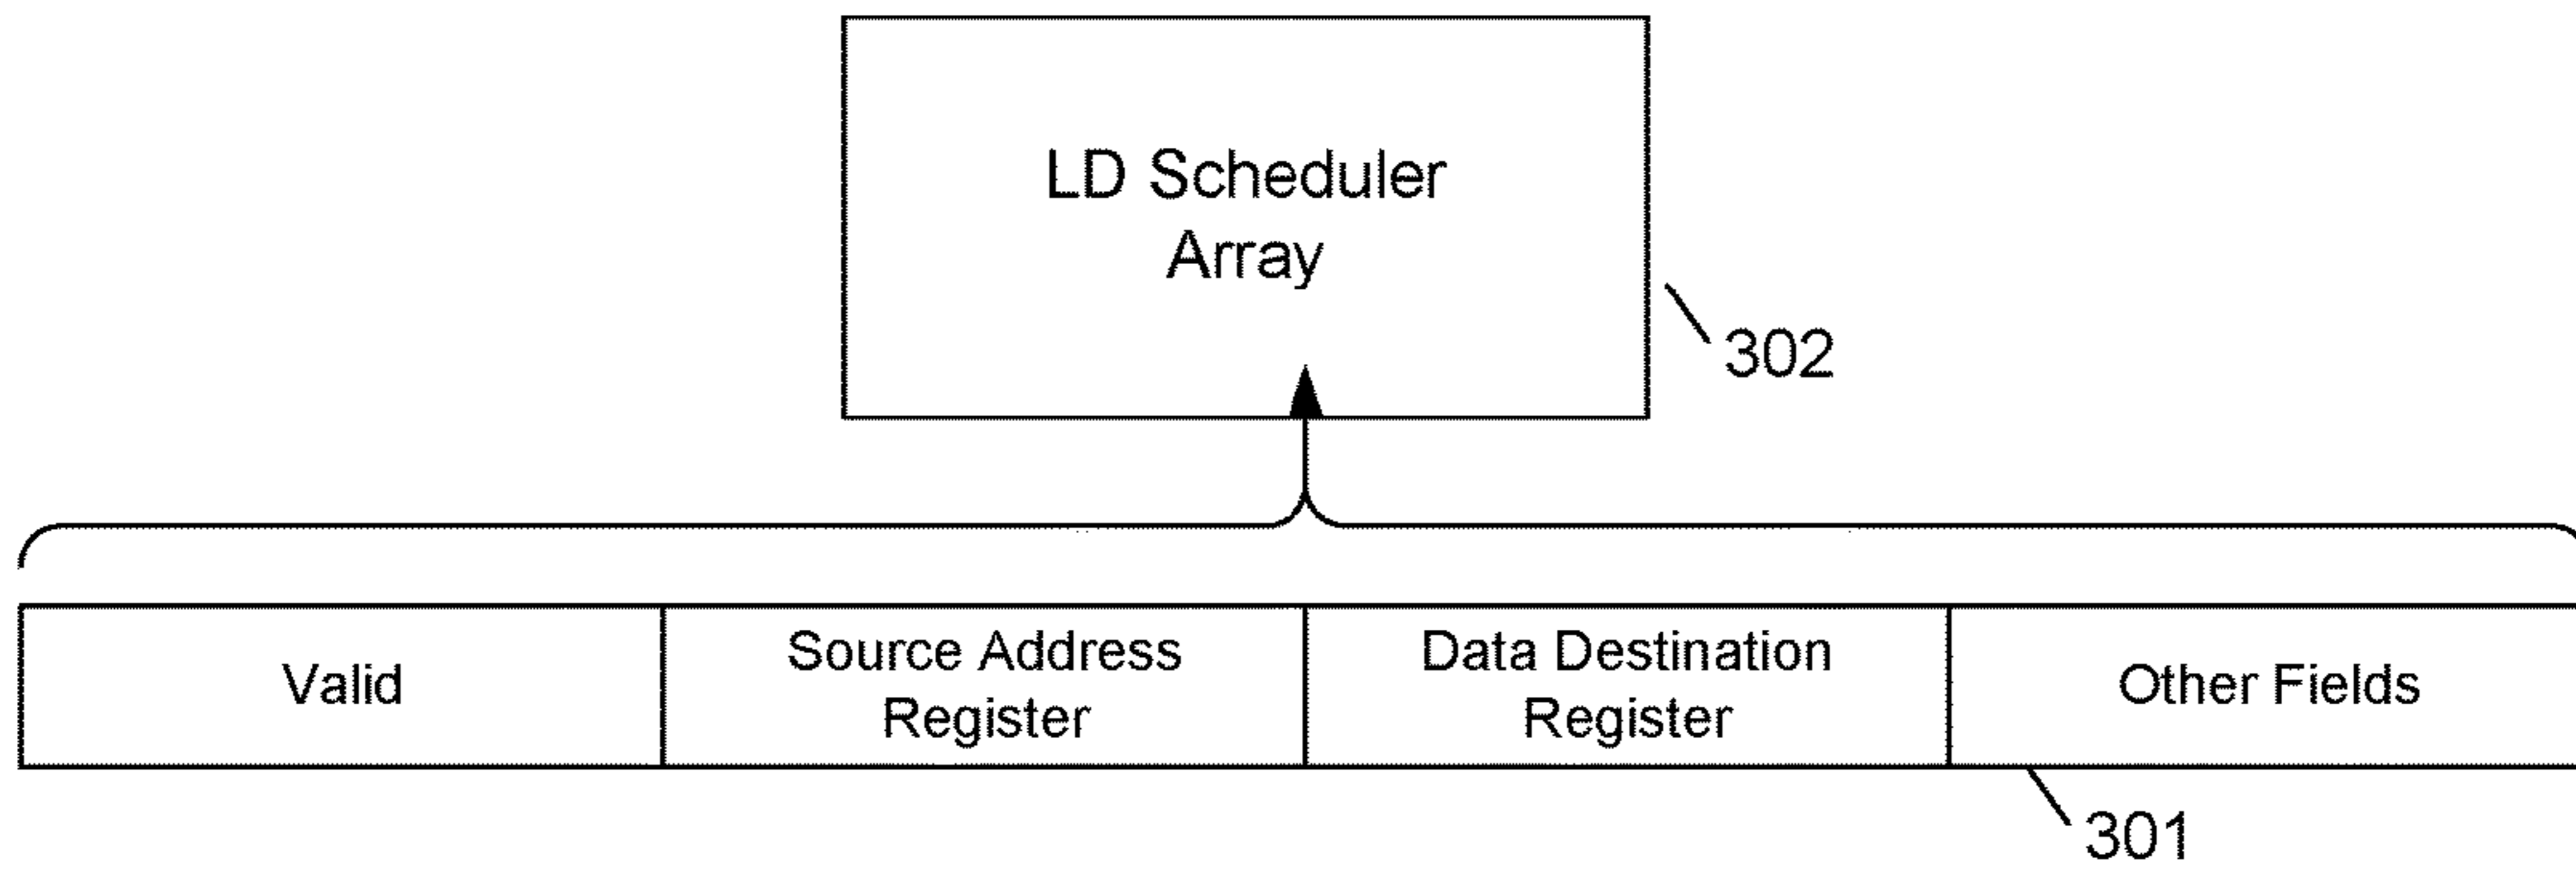 LD Scheduler
Array
302
Valid
Source Address
Register
Data Destination
Register
Other Fields
301